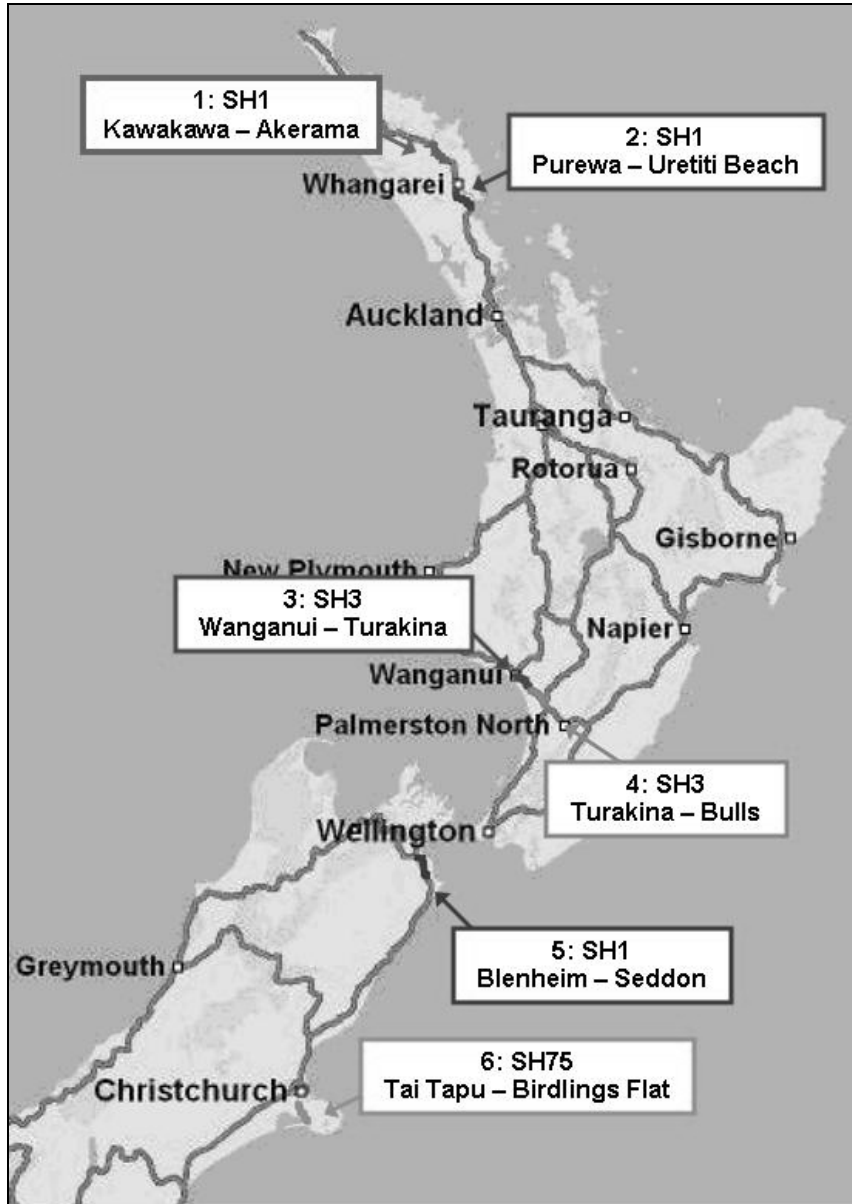 1: SH1
Kawakawa – Akerama
2: SH1
Purewa – Uretiti Beach
Whangarei
Auckland
Tauranga
Rotorua
Gisborne
New Plymouth
3: SH3
Wanganui – Turakina
Napier
Wanganui
Palmerston North
4: SH3
Turakina – Bulls
Wellington
5: SH1
Blenheim – Seddon
Greymouth
6: SH75
Tai Tapu – Birdlings Flat
Christchurch